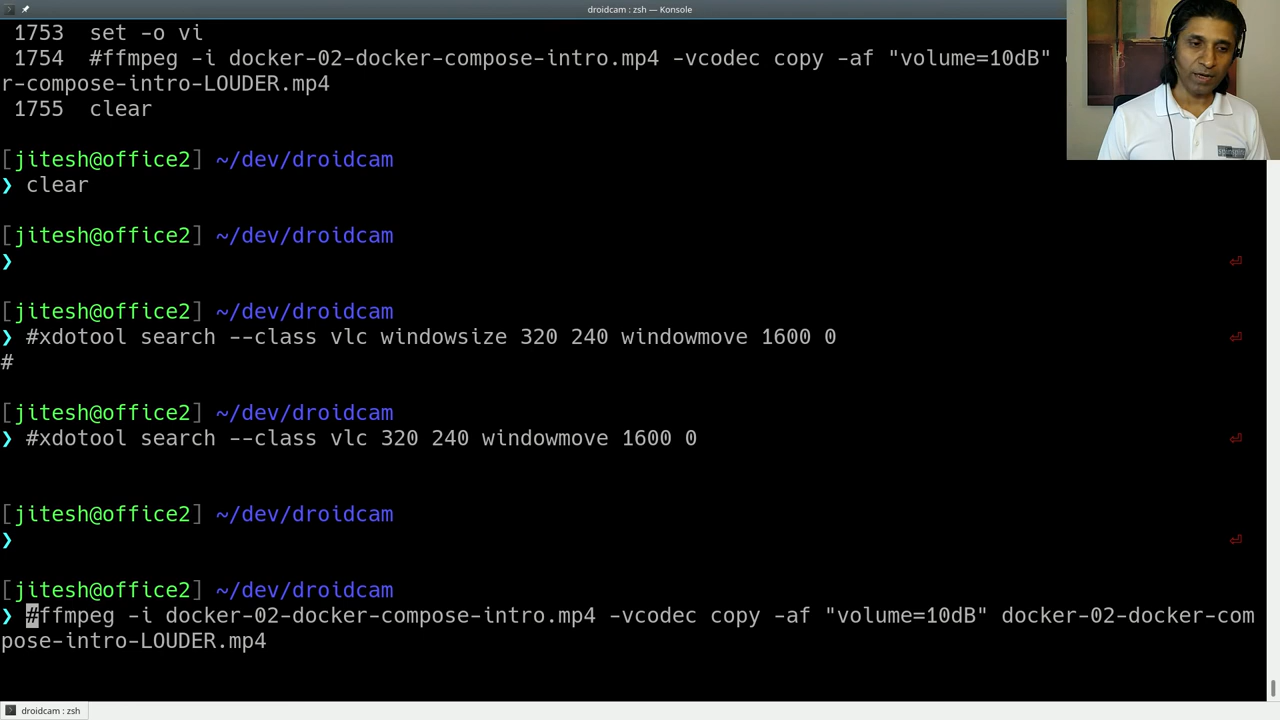 droidcam : zsh — Konsole
1753  set -o vi
1754  #ffmpeg -i docker-02-docker-compose-intro.mp4 -vcodec copy -af "volume=10dB"
r-compose-intro-LOUDER.mp4
1755  clear
[jitesh@office2] ~/dev/droidcam
❯ clear
[jitesh@office2] ~/dev/droidcam
❯
[jitesh@office2] ~/dev/droidcam
❯ #xdotool search --class vlc windowsize 320 240 windowmove 1600 0
#
[jitesh@office2] ~/dev/droidcam
❯ #xdotool search --class vlc 320 240 windowmove 1600 0
[jitesh@office2] ~/dev/droidcam
❯
[jitesh@office2] ~/dev/droidcam
❯ #ffmpeg -i docker-02-docker-compose-intro.mp4 -vcodec copy -af "volume=10dB" docker-02-docker-com
pose-intro-LOUDER.mp4
droidcam : zsh